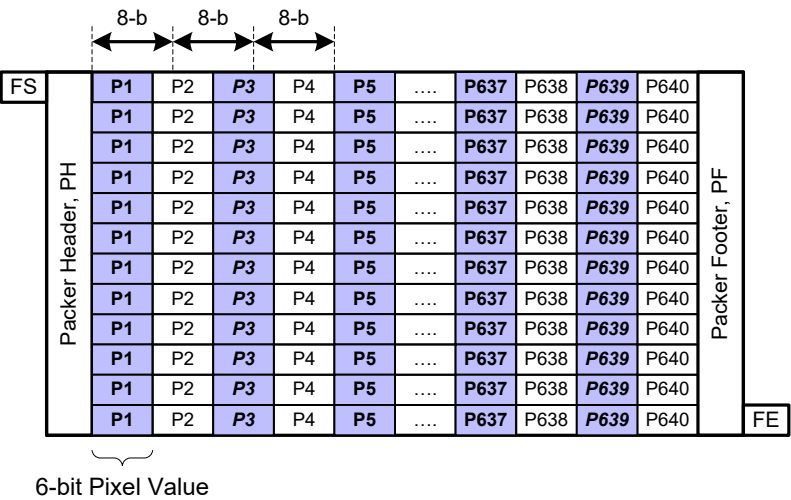 8-b 8-b 8-b
FS P1 P2 P3 P4 P5 …. P637 P638 P639 P640
P1 P2 P3 P4 P5 …. P637 P638 P639 P640
P1 P2 P3 P4 P5 …. P637 P638 P639 P640
P1 P2 P3 P4 P5 …. P637 P638 P639 P640
P1 P2 P3 P4 P5 …. P637 P638 P639 P640
P1 P2 P3 P4 P5 …. P637 P638 P639 P640
P1 P2 P3 P4 P5 …. P637 P638 P639 P640
P1 P2 P3 P4 P5 …. P637 P638 P639 P640
P1 P2 P3 P4 P5 …. P637 P638 P639 P640
P1 P2 P3 P4 P5 …. P637 P638 P639 P640
P1 P2 P3 P4 P5 …. P637 P638 P639 P640
P1 P2 P3 P4 P5 …. P637 P638 P639 P640 FE
Packer Header, PH
Packer Footer, PF
6-bit Pixel Value